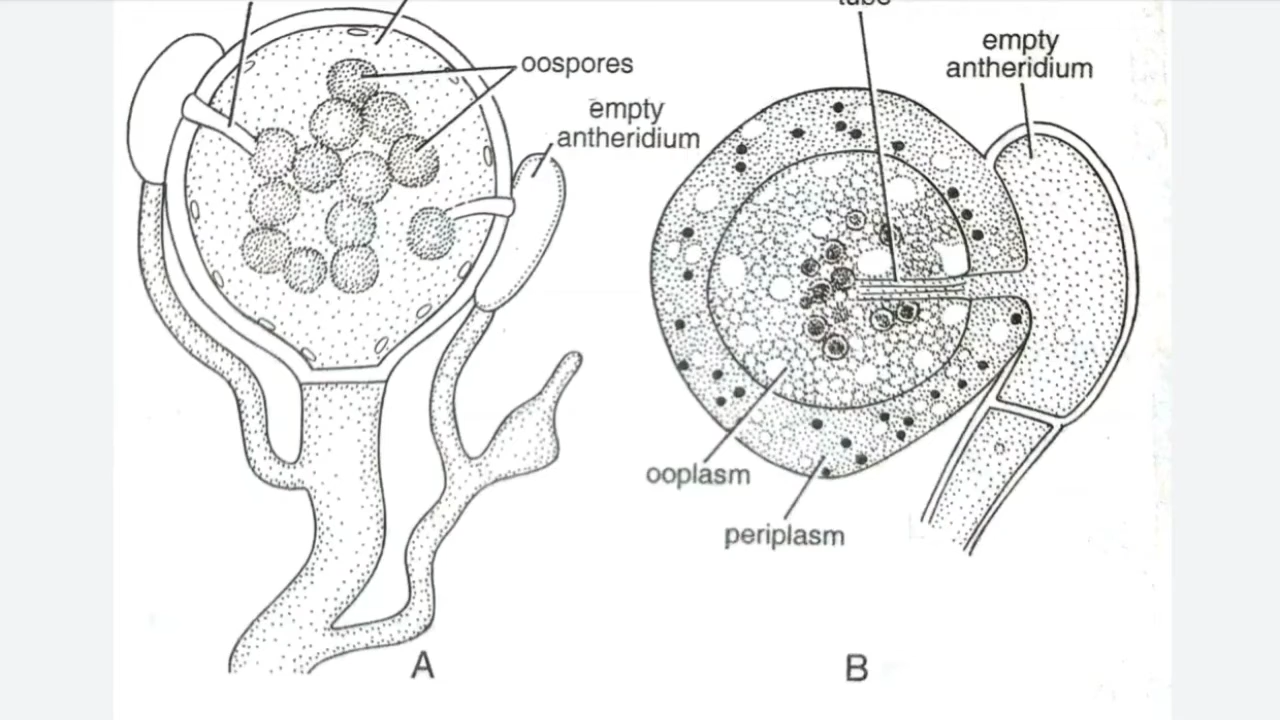 tube
oospores
empty
antheridium
empty
antheridium
ooplasm
periplasm
A
B